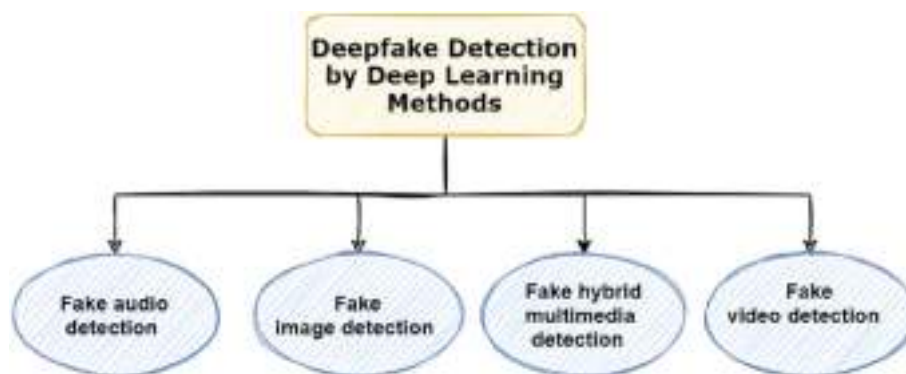 Deepfake Detection
by Deep Learning
Methods
Fake audio
detection
Fake
image detection
Fake hybrid
multimedia
detection
Fake
video detection